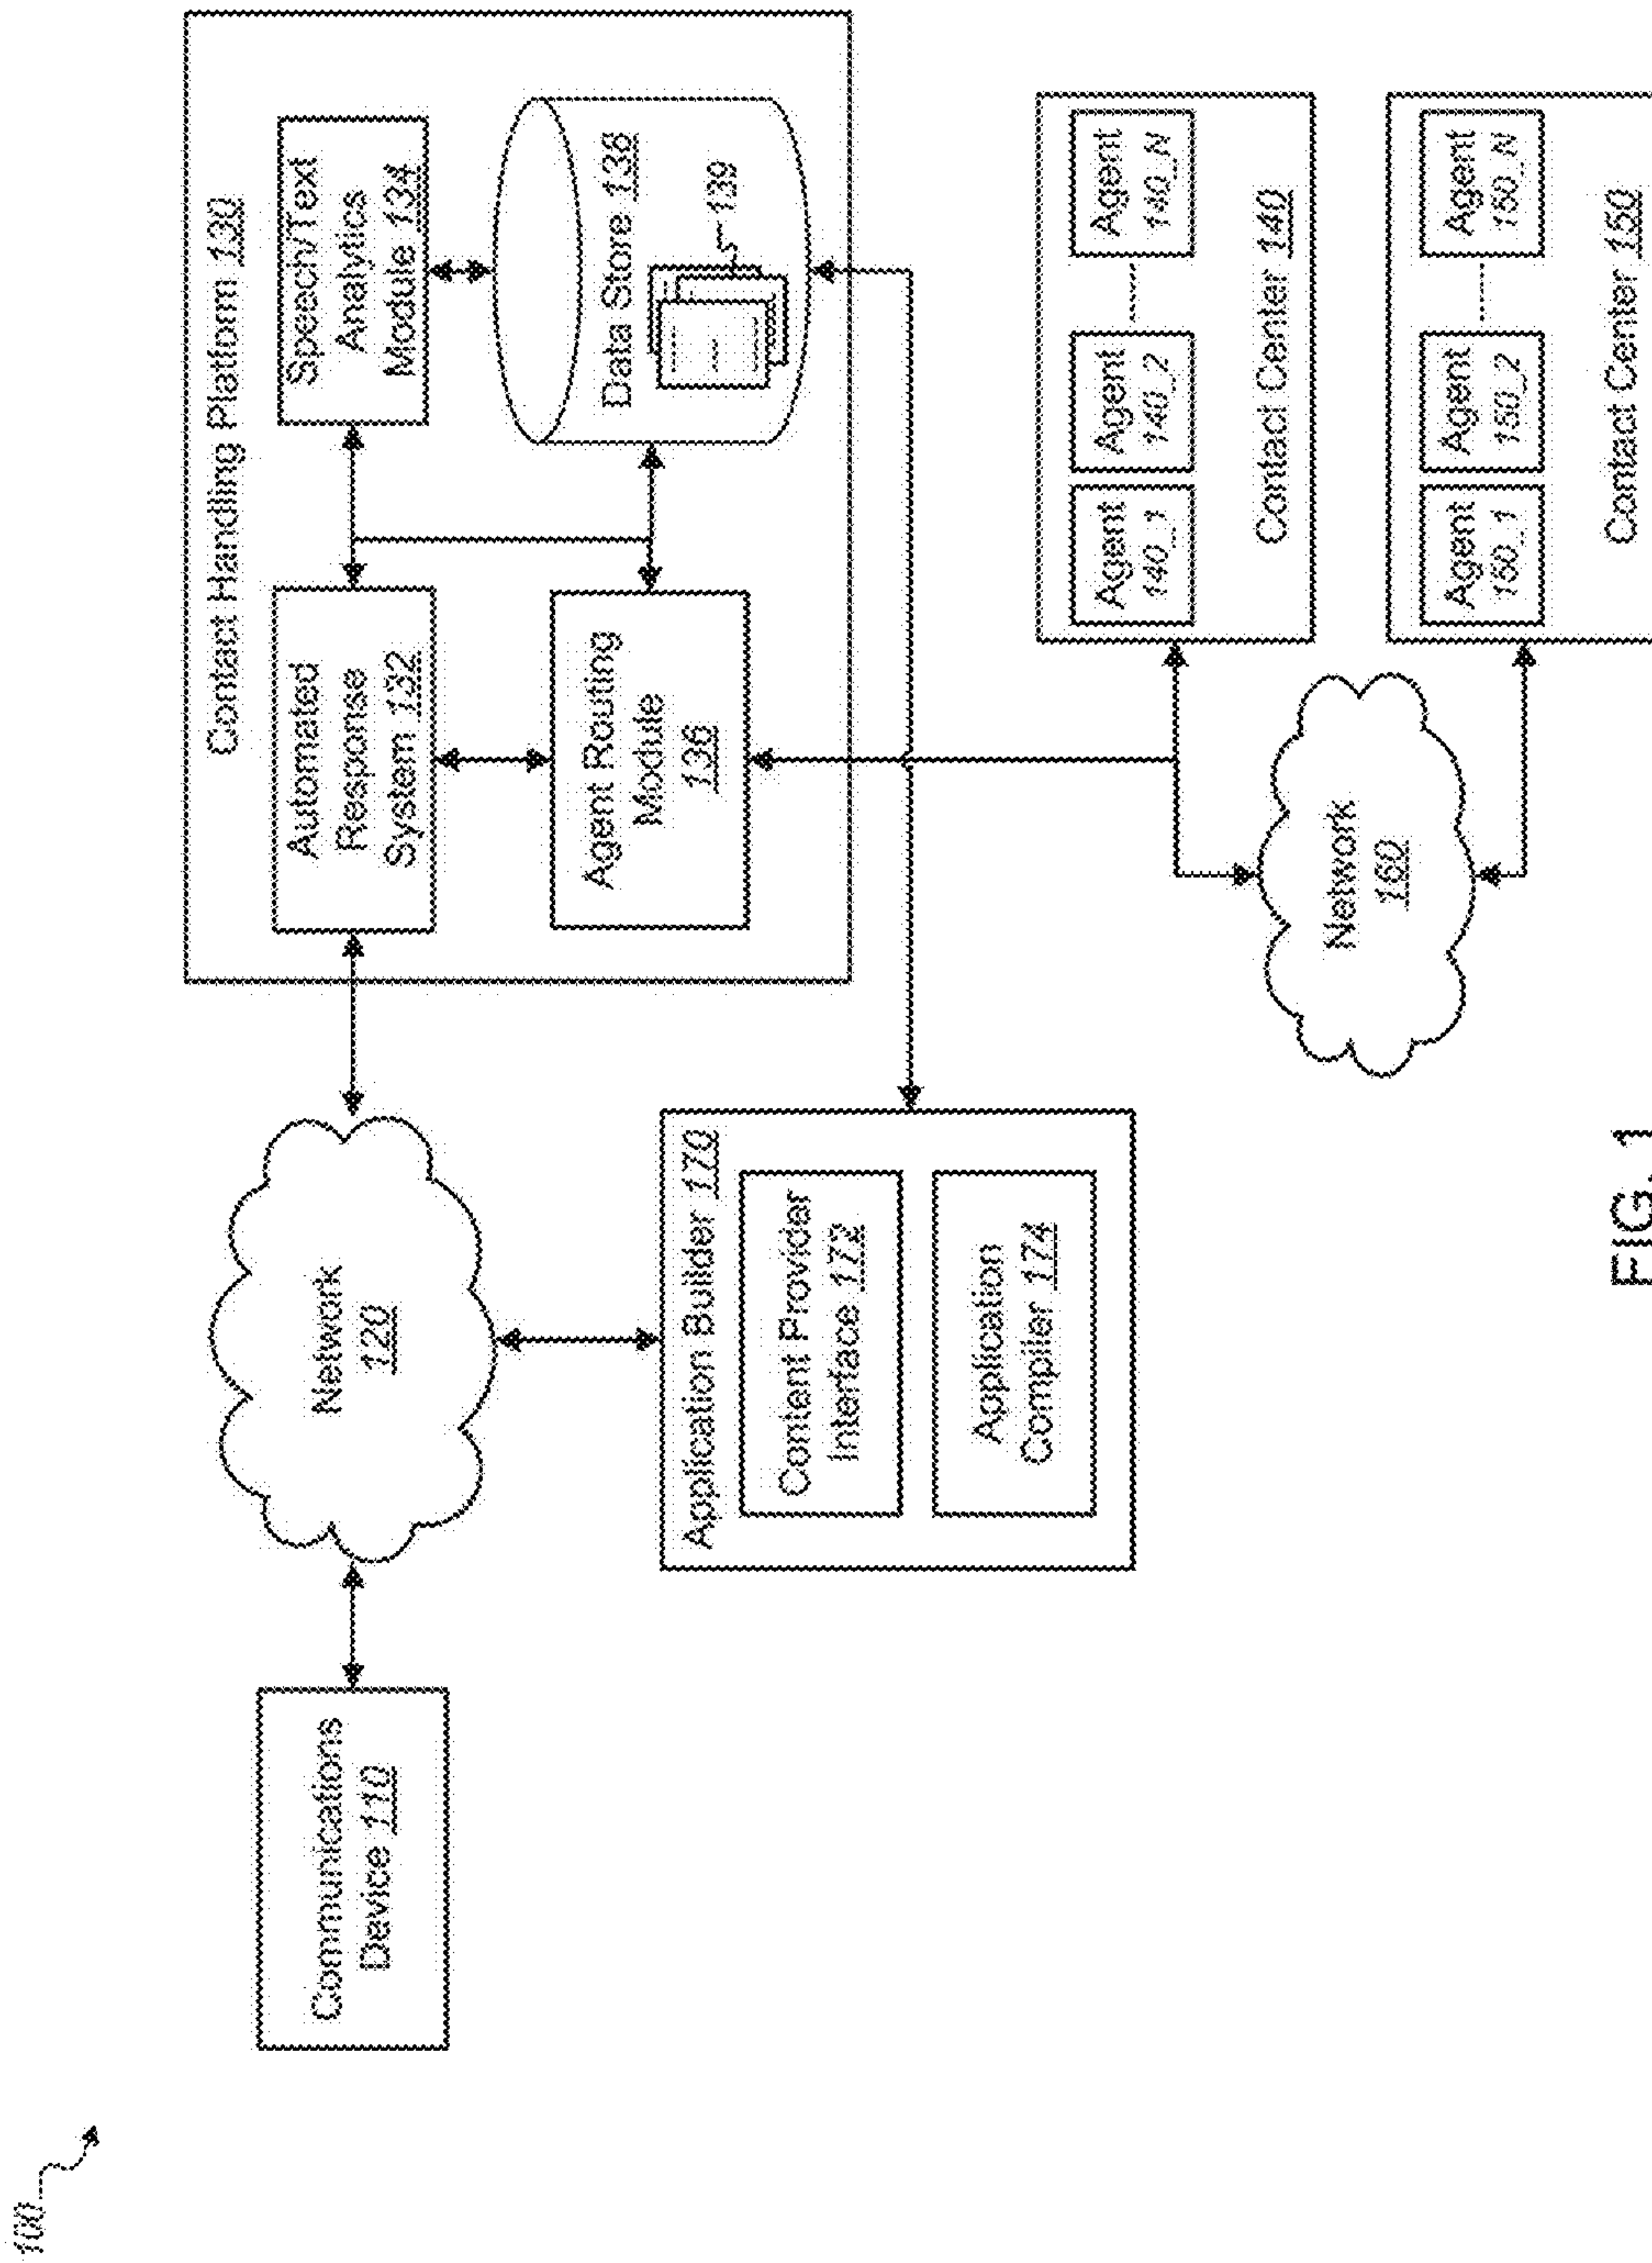 100
Communications
Device 110
Network
120
Contact Handling Platform 130
Automated
Response
System 132
Speech/Text
Analytics
Module 134
Agent Routing
Module
136
Data Store 138
139
Application Builder 170
Content Provider
Interface 172
Application
Compiler 174
Agent
140_1
Agent
140_2
Agent
140_N
Contact Center 140
Network
160
Agent
150_1
Agent
150_2
Agent
150_N
Contact Center 150
FIG. 1